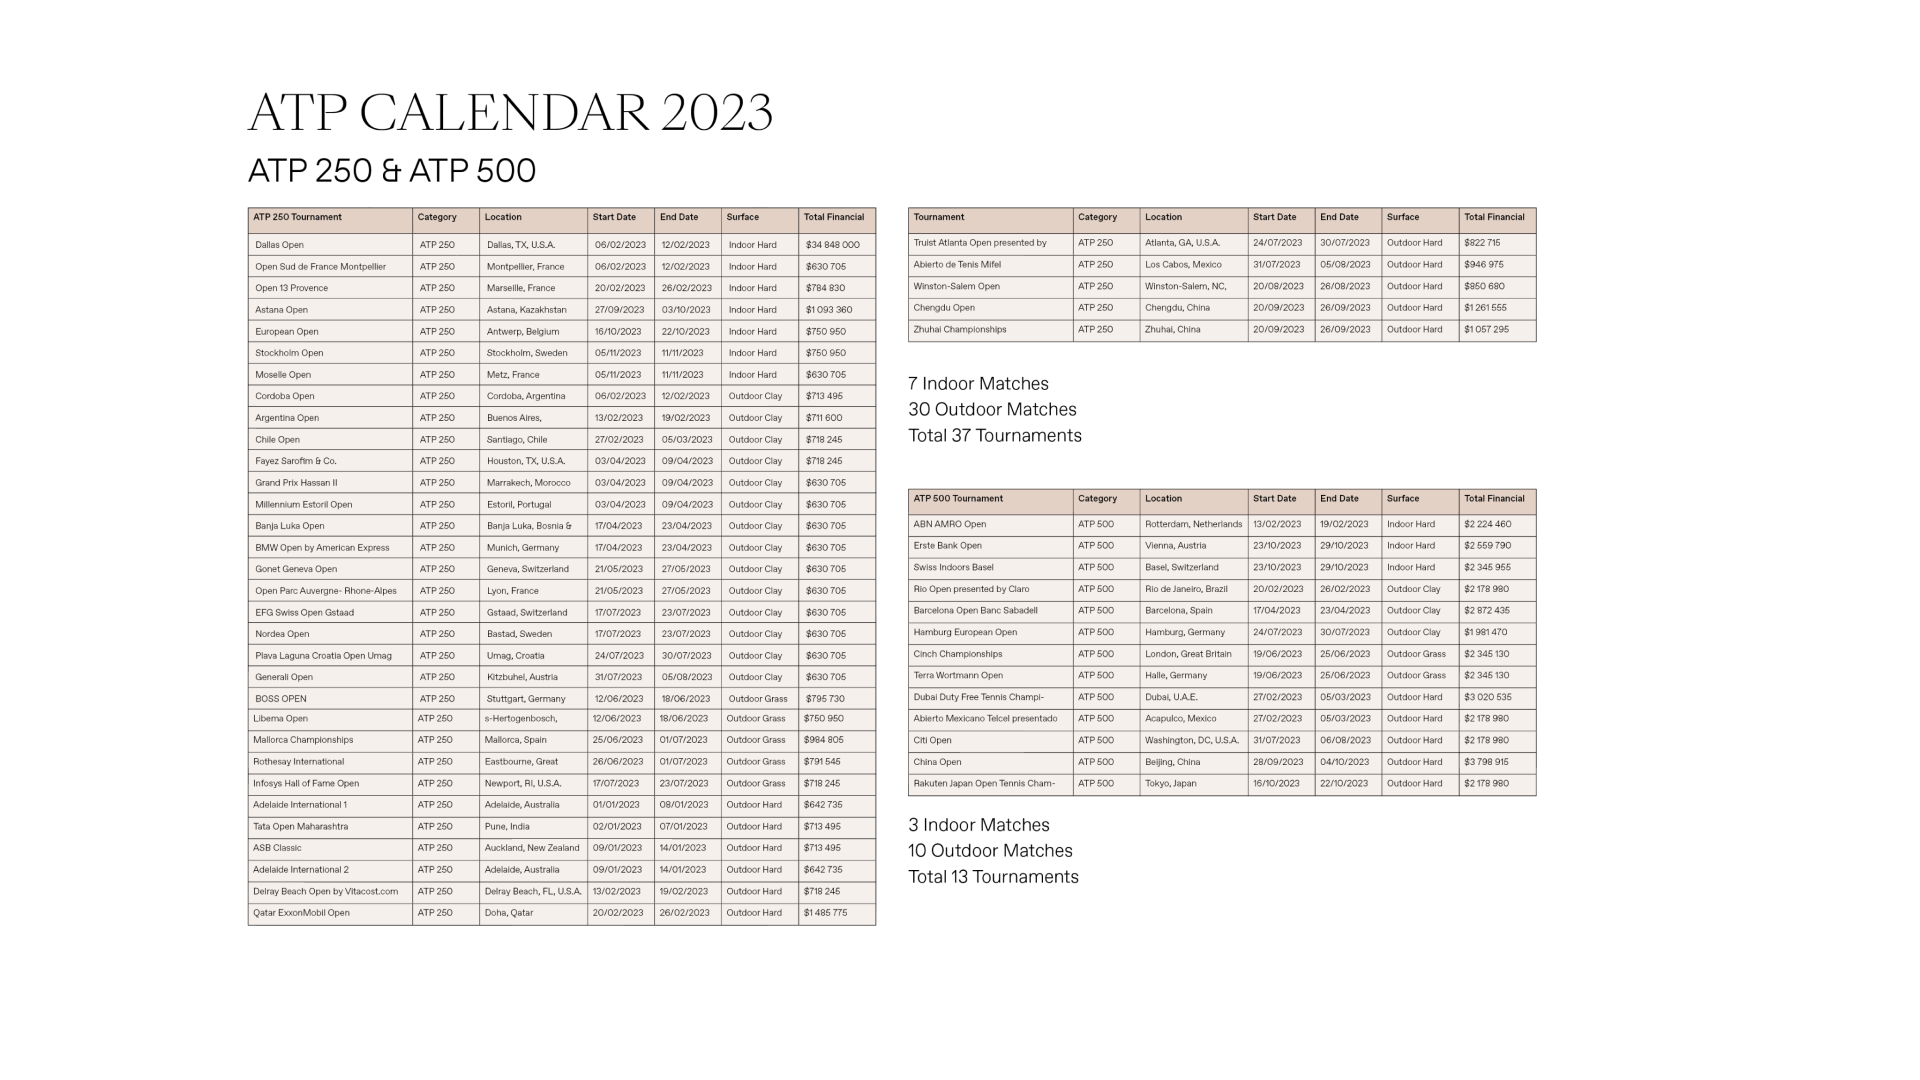 ATP CALENDAR 2023
ATP 250 & ATP 500
ATP 250 Tournament Category Location Start Date End Date Surface Total Financial
Dallas Open ATP 250 Dallas, TX, U.S.A. 06/02/2023 12/02/2023 Indoor Hard $34 848 000
Open Sud de France Montpellier ATP 250 Montpellier, France 06/02/2023 12/02/2023 Indoor Hard $630 705
Open 13 Provence ATP 250 Marseille, France 20/02/2023 26/02/2023 Indoor Hard $784 830
Astana Open ATP 250 Astana, Kazakhstan 27/09/2023 03/10/2023 Indoor Hard $1 093 360
European Open ATP 250 Antwerp, Belgium 16/10/2023 22/10/2023 Indoor Hard $750 950
Stockholm Open ATP 250 Stockholm, Sweden 05/11/2023 11/11/2023 Indoor Hard $750 950
Moselle Open ATP 250 Metz, France 05/11/2023 11/11/2023 Indoor Hard $630 705
Cordoba Open ATP 250 Cordoba, Argentina 06/02/2023 12/02/2023 Outdoor Clay $713 495
Argentina Open ATP 250 Buenos Aires, 13/02/2023 19/02/2023 Outdoor Clay $711 600
Chile Open ATP 250 Santiago, Chile 27/02/2023 05/03/2023 Outdoor Clay $718 245
Fayez Sarofim & Co. ATP 250 Houston, TX, U.S.A. 03/04/2023 09/04/2023 Outdoor Clay $718 245
Grand Prix Hassan II ATP 250 Marrakech, Morocco 03/04/2023 09/04/2023 Outdoor Clay $630 705
Millennium Estoril Open ATP 250 Estoril, Portugal 03/04/2023 09/04/2023 Outdoor Clay $630 705
Banja Luka Open ATP 250 Banja Luka, Bosnia & 17/04/2023 23/04/2023 Outdoor Clay $630 705
BMW Open by American Express ATP 250 Munich, Germany 17/04/2023 23/04/2023 Outdoor Clay $630 705
Gonet Geneva Open ATP 250 Geneva, Switzerland 21/05/2023 27/05/2023 Outdoor Clay $630 705
Open Parc Auvergne- Rhone-Alpes ATP 250 Lyon, France 21/05/2023 27/05/2023 Outdoor Clay $630 705
EFG Swiss Open Gstaad ATP 250 Gstaad, Switzerland 17/07/2023 23/07/2023 Outdoor Clay $630 705
Nordea Open ATP 250 Bastad, Sweden 17/07/2023 23/07/2023 Outdoor Clay $630 705
Plava Laguna Croatia Open Umag ATP 250 Umag, Croatia 24/07/2023 30/07/2023 Outdoor Clay $630 705
Generali Open ATP 250 Kitzbuhel, Austria 31/07/2023 05/08/2023 Outdoor Clay $630 705
BOSS OPEN ATP 250 Stuttgart, Germany 12/06/2023 18/06/2023 Outdoor Grass $795 730
Libema Open ATP 250 s-Hertogenbosch, 12/06/2023 18/06/2023 Outdoor Grass $750 950
Mallorca Championships ATP 250 Mallorca, Spain 25/06/2023 01/07/2023 Outdoor Grass $984 805
Rothesay International ATP 250 Eastbourne, Great 26/06/2023 01/07/2023 Outdoor Grass $791 545
Infosys Hall of Fame Open ATP 250 Newport, RI, U.S.A. 17/07/2023 23/07/2023 Outdoor Grass $718 245
Adelaide International 1 ATP 250 Adelaide, Australia 01/01/2023 08/01/2023 Outdoor Hard $642 735
Tata Open Maharashtra ATP 250 Pune, India 02/01/2023 07/01/2023 Outdoor Hard $713 495
ASB Classic ATP 250 Auckland, New Zealand 09/01/2023 14/01/2023 Outdoor Hard $713 495
Adelaide International 2 ATP 250 Adelaide, Australia 09/01/2023 14/01/2023 Outdoor Hard $642 735
Delray Beach Open by Vitacost.com ATP 250 Delray Beach, FL, U.S.A. 13/02/2023 19/02/2023 Outdoor Hard $718 245
Qatar ExxonMobil Open ATP 250 Doha, Qatar 20/02/2023 26/02/2023 Outdoor Hard $1 485 775
Tournament Category Location Start Date End Date Surface Total Financial
Truist Atlanta Open presented by ATP 250 Atlanta, GA, U.S.A. 24/07/2023 30/07/2023 Outdoor Hard $822 715
Abierto de Tenis Mifel ATP 250 Los Cabos, Mexico 31/07/2023 05/08/2023 Outdoor Hard $946 975
Winston-Salem Open ATP 250 Winston-Salem, NC, 20/08/2023 26/08/2023 Outdoor Hard $850 680
Chengdu Open ATP 250 Chengdu, China 20/09/2023 26/09/2023 Outdoor Hard $1 261 555
Zhuhai Championships ATP 250 Zhuhai, China 20/09/2023 26/09/2023 Outdoor Hard $1 057 295
7 Indoor Matches
30 Outdoor Matches
Total 37 Tournaments
ATP 500 Tournament Category Location Start Date End Date Surface Total Financial
ABN AMRO Open ATP 500 Rotterdam, Netherlands 13/02/2023 19/02/2023 Indoor Hard $2 224 460
Erste Bank Open ATP 500 Vienna, Austria 23/10/2023 29/10/2023 Indoor Hard $2 559 790
Swiss Indoors Basel ATP 500 Basel, Switzerland 23/10/2023 29/10/2023 Indoor Hard $2 345 955
Rio Open presented by Claro ATP 500 Rio de Janeiro, Brazil 20/02/2023 26/02/2023 Outdoor Clay $2 178 980
Barcelona Open Banc Sabadell ATP 500 Barcelona, Spain 17/04/2023 23/04/2023 Outdoor Clay $2 872 435
Hamburg European Open ATP 500 Hamburg, Germany 24/07/2023 30/07/2023 Outdoor Clay $1 981 470
Cinch Championships ATP 500 London, Great Britain 19/06/2023 25/06/2023 Outdoor Grass $2 345 130
Terra Wortmann Open ATP 500 Halle, Germany 19/06/2023 25/06/2023 Outdoor Grass $2 345 130
Dubai Duty Free Tennis Champi- ATP 500 Dubai, U.A.E. 27/02/2023 05/03/2023 Outdoor Hard $3 020 535
Abierto Mexicano Telcel presentado ATP 500 Acapulco, Mexico 27/02/2023 05/03/2023 Outdoor Hard $2 178 980
Citi Open ATP 500 Washington, DC, U.S.A. 31/07/2023 06/08/2023 Outdoor Hard $2 178 980
China Open ATP 500 Beijing, China 28/09/2023 04/10/2023 Outdoor Hard $3 798 915
Rakuten Japan Open Tennis Cham- ATP 500 Tokyo, Japan 16/10/2023 22/10/2023 Outdoor Hard $2 178 980
3 Indoor Matches
10 Outdoor Matches
Total 13 Tournaments